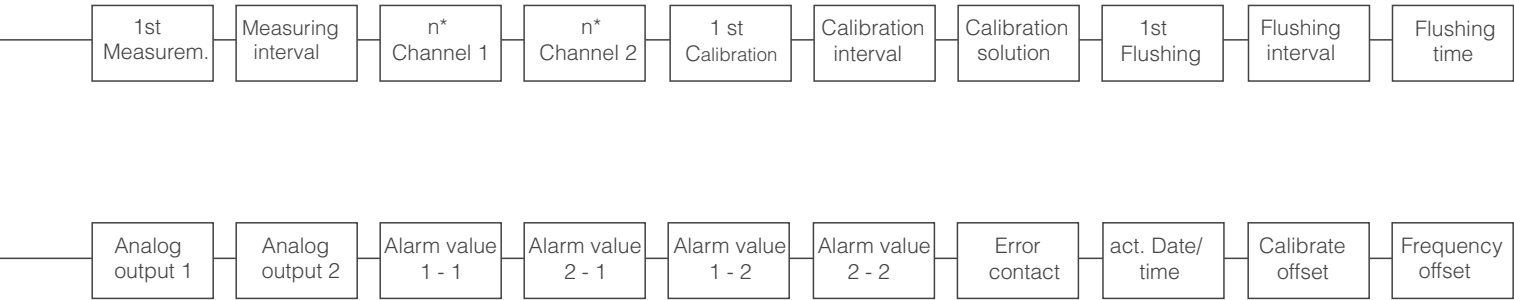 1st
Measurem.
Measuring
interval
n*
Channel 1
n*
Channel 2
1 st
Calibration
Calibration
interval
Calibration
solution
1st
Flushing
Flushing
interval
Flushing
time
Analog
output 1
Analog
output 2
Alarm value
1 - 1
Alarm value
2 - 1
Alarm value
1 - 2
Alarm value
2 - 2
Error
contact
act. Date/
time
Calibrate
offset
Frequency
offset